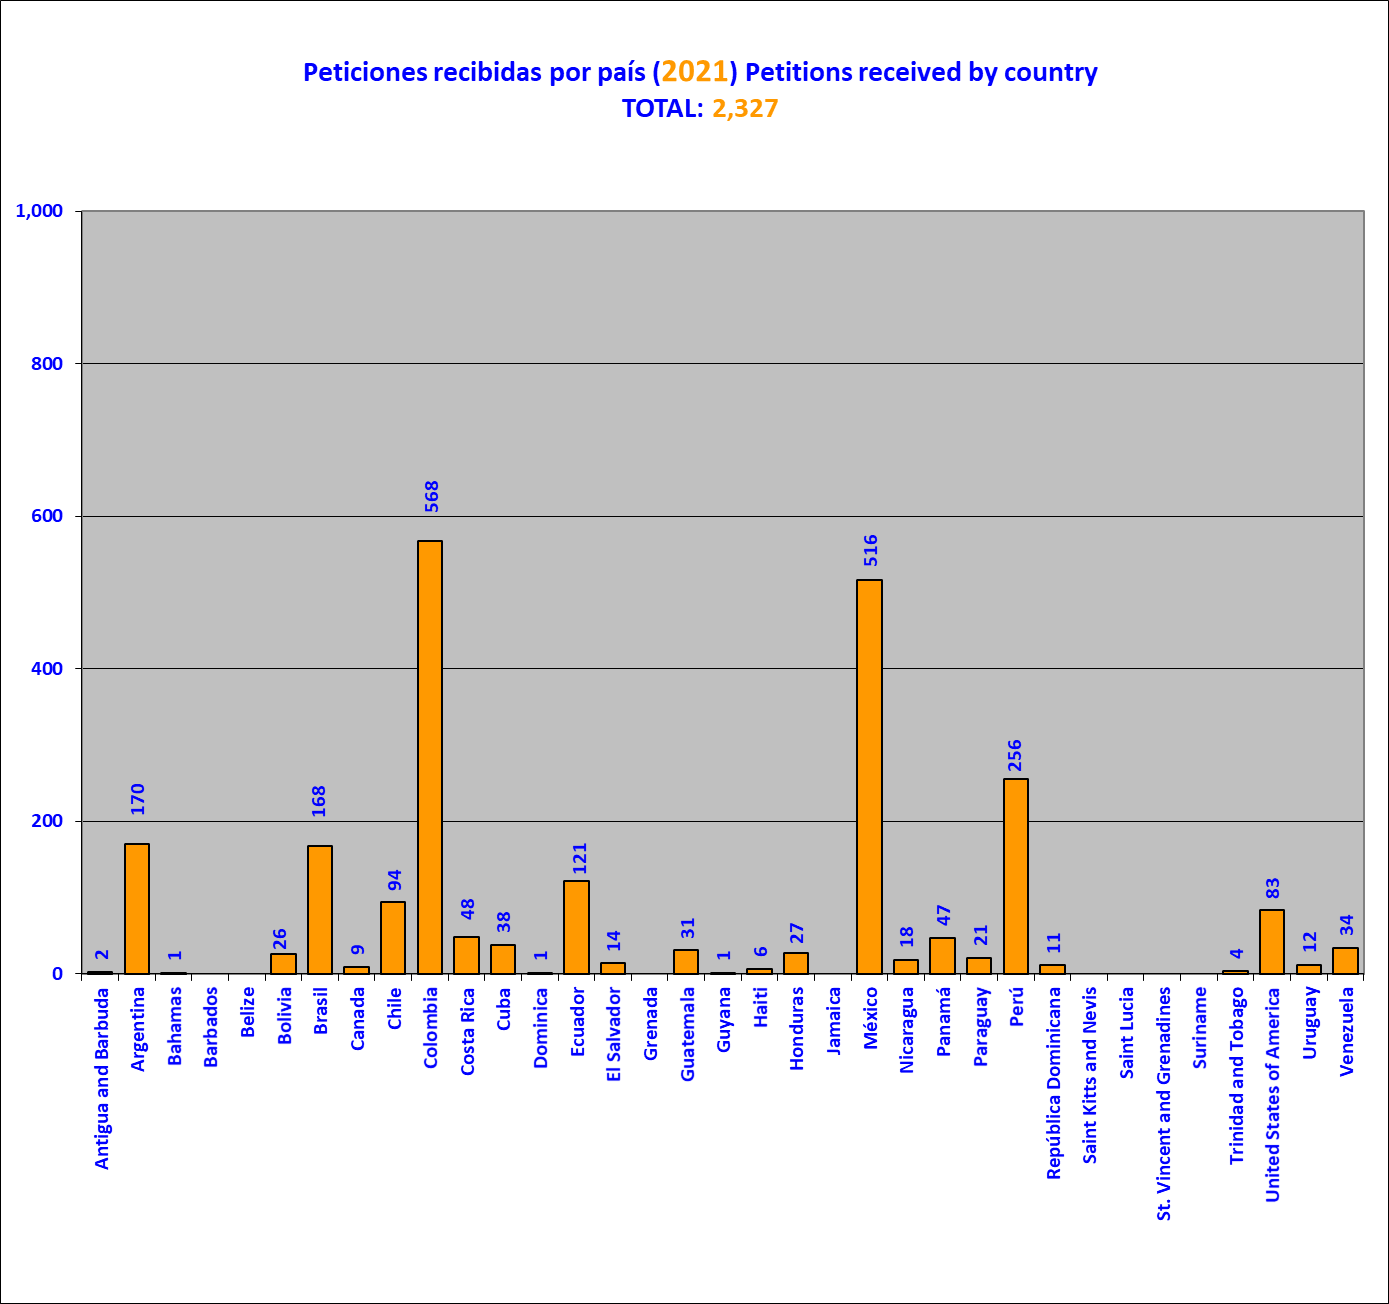 Peticiones recibidas por país (2021) Petitions received by country
TOTAL: 2,327
1,000
800
600
400
200
0
2
170
1
26
168
9
94
568
48
38
1
121
14
31
1
6
27
516
18
47
21
256
11
4
83
12
34
Antigua and Barbuda
Argentina
Bahamas
Barbados
Belize
Bolivia
Brasil
Canada
Chile
Colombia
Costa Rica
Cuba
Dominica
Ecuador
El Salvador
Grenada
Guatemala
Guyana
Haiti
Honduras
Jamaica
México
Nicaragua
Panamá
Paraguay
Perú
República Dominicana
Saint Kitts and Nevis
Saint Lucia
St. Vincent and Grenadines
Suriname
Trinidad and Tobago
United States of America
Uruguay
Venezuela